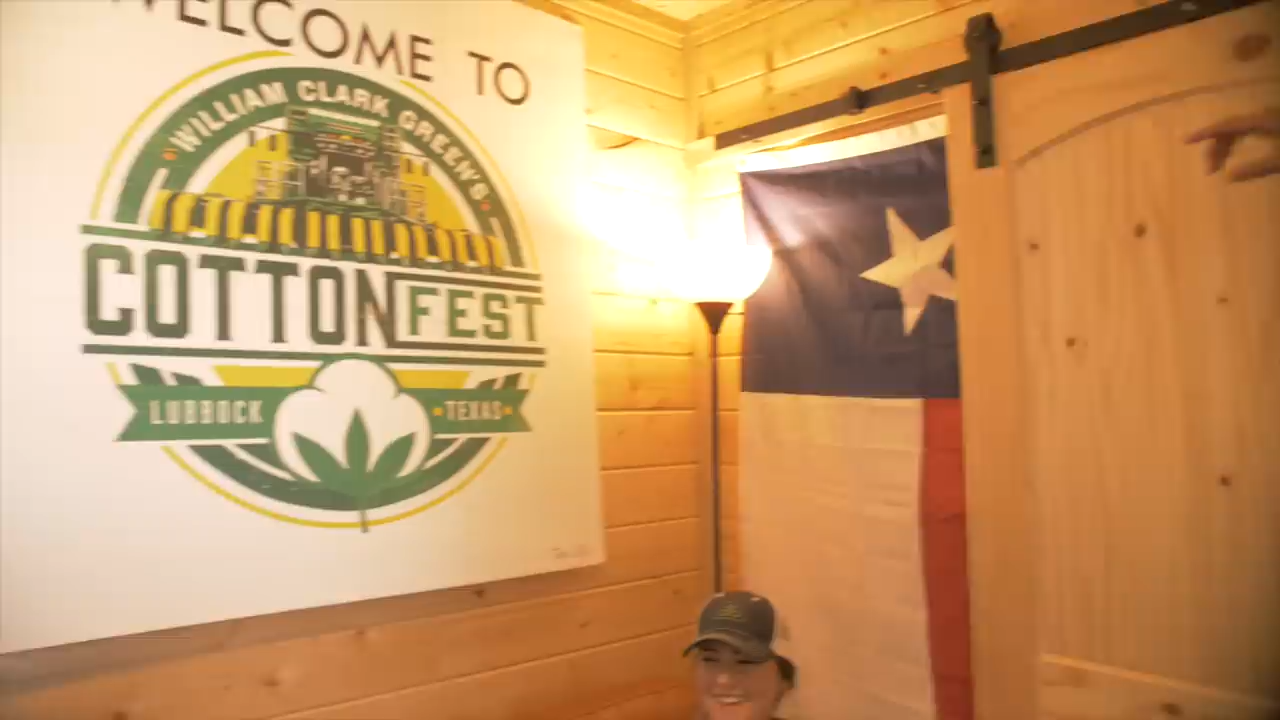 WELCOME TO
WILLIAM CLARK GREEN'S
COTTON FEST
LUBBOCK TEXAS